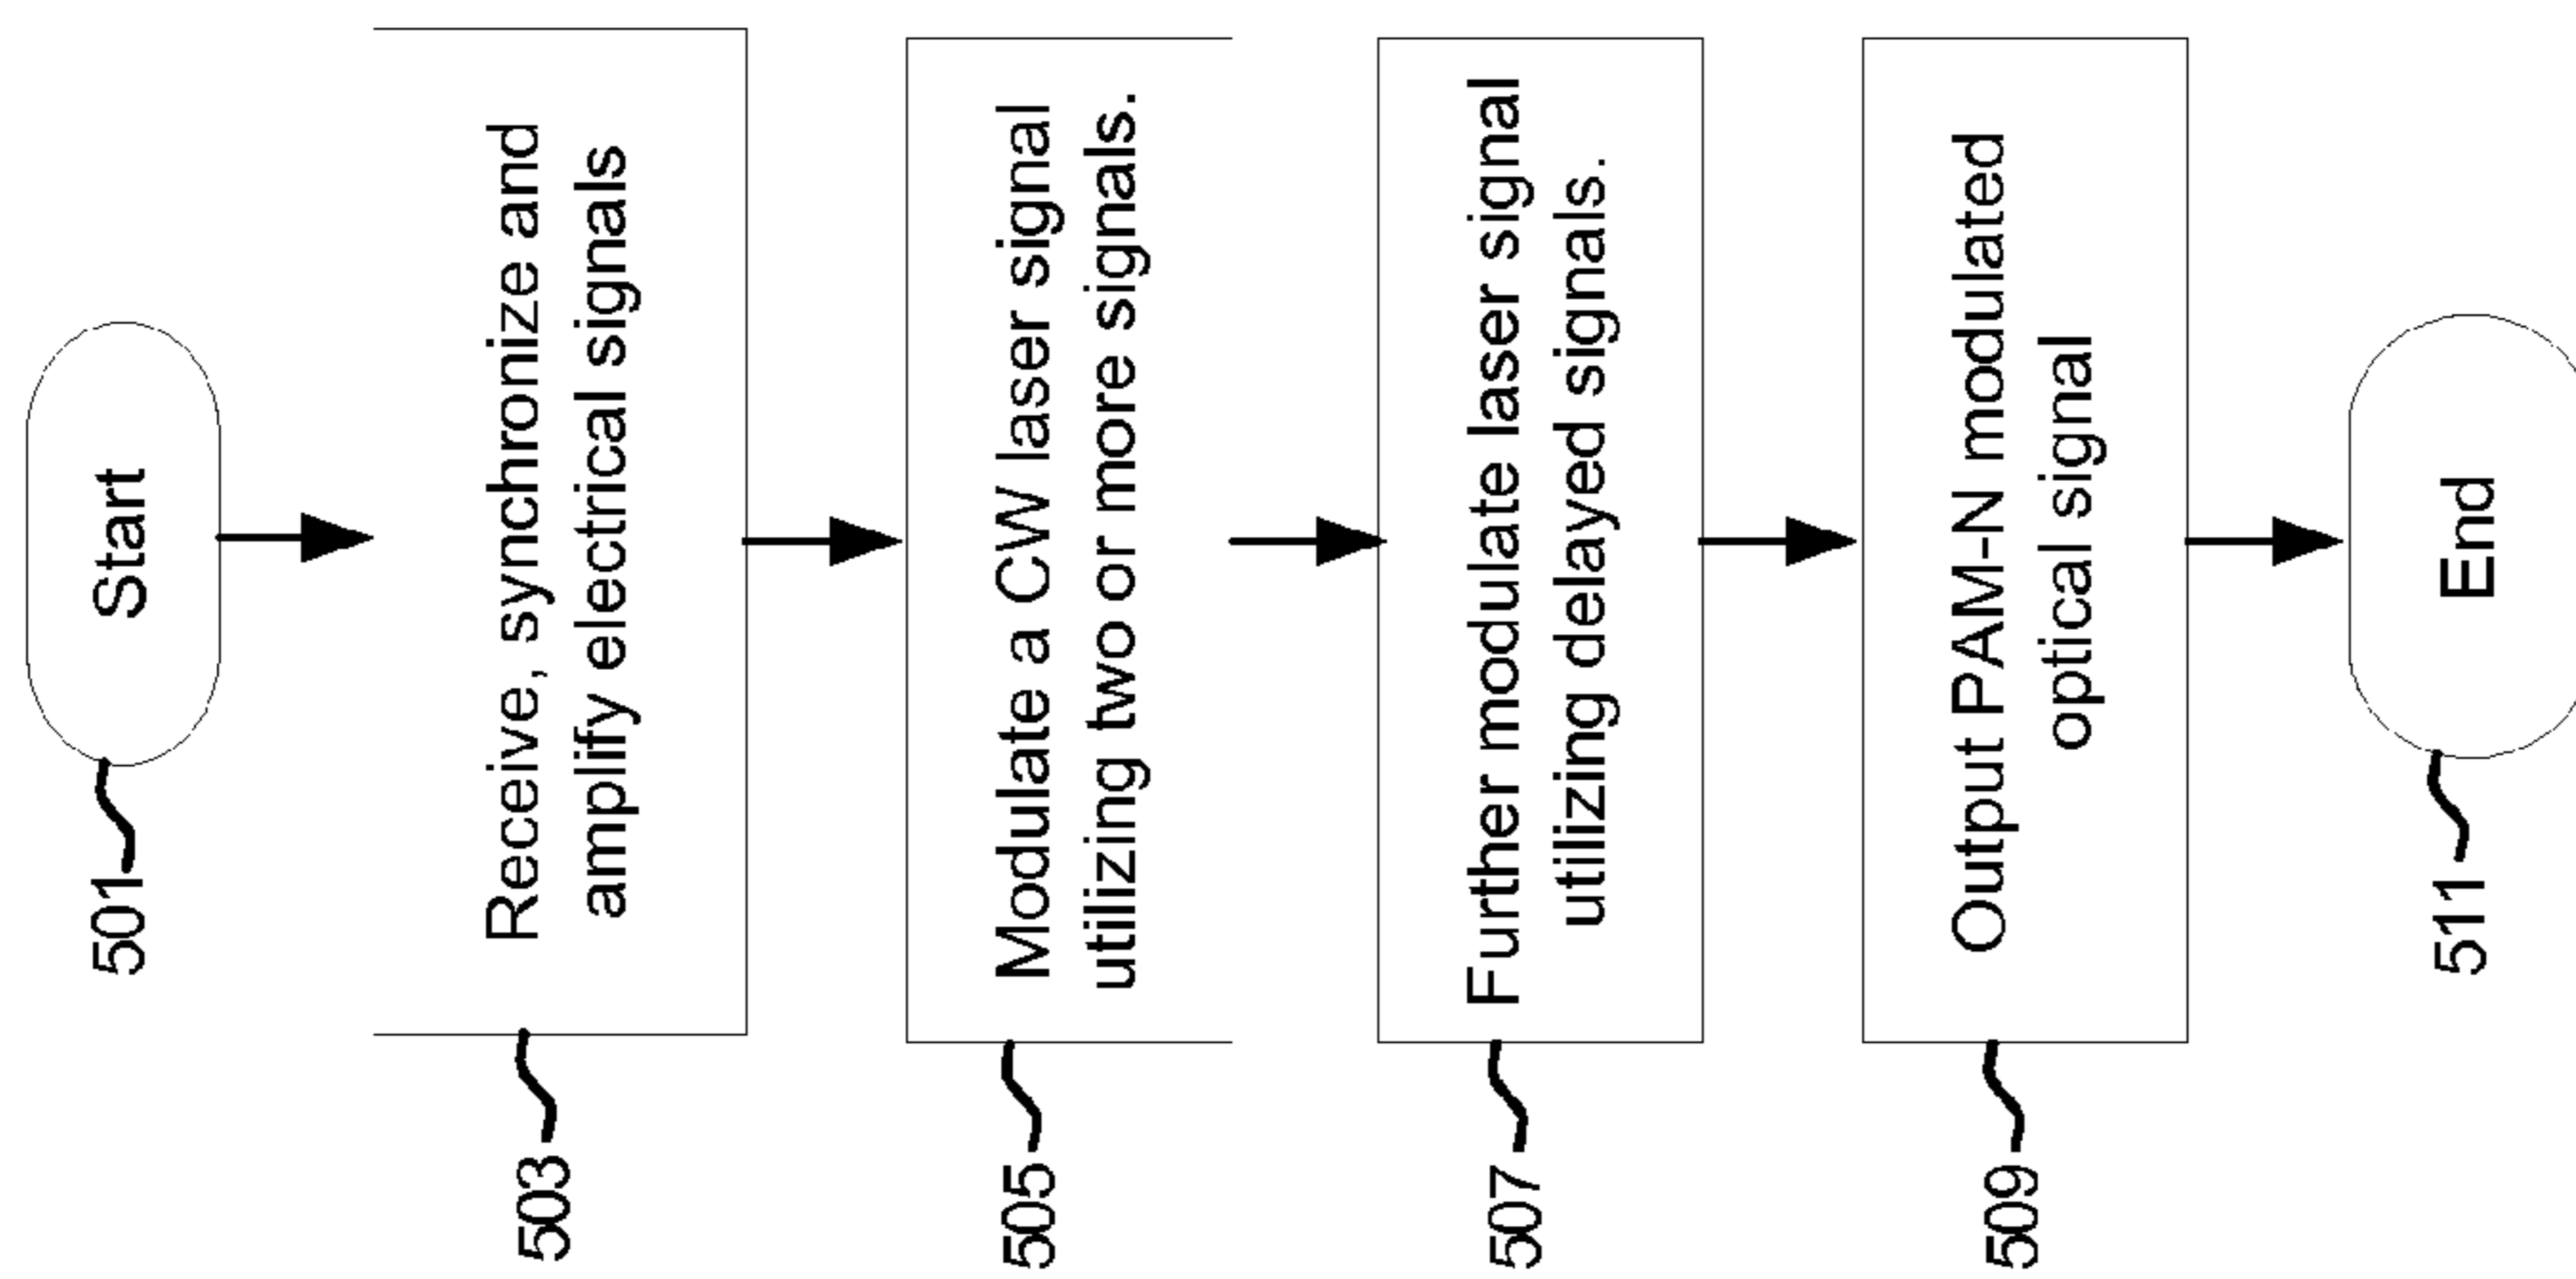 501
Start
503
Receive, synchronize and
amplify electrical signals
505
Modulate a CW laser signal
utilizing two or more signals.
507
Further modulate laser signal
utilizing delayed signals.
509
Output PAM-N modulated
optical signal
511
End